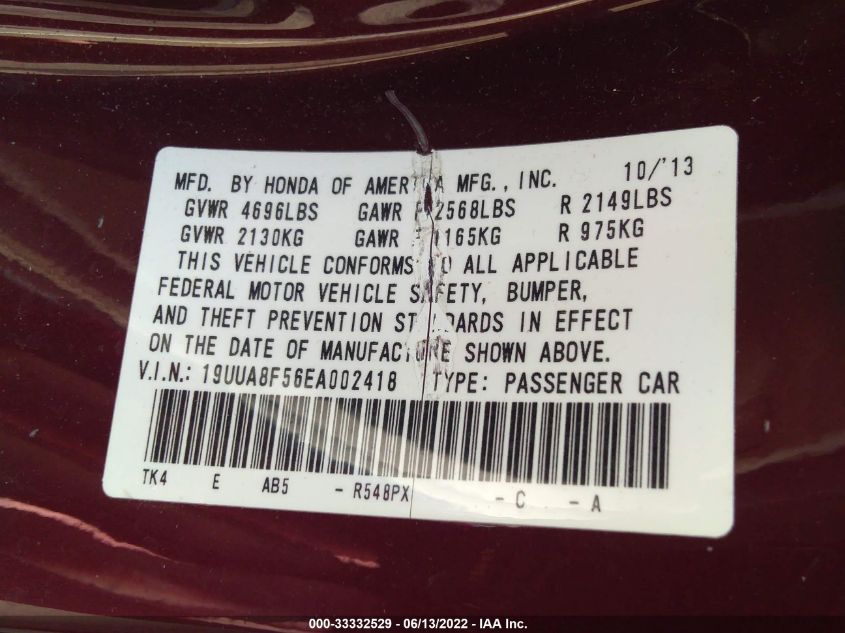 MFD. BY HONDA OF AMERICA MFG., INC. 10/'13
GVWR 4696LBS GAWR F 2568LBS R 2149LBS
GVWR 2130KG GAWR F 1165KG R 975KG
THIS VEHICLE CONFORMS TO ALL APPLICABLE
FEDERAL MOTOR VEHICLE SAFETY, BUMPER,
AND THEFT PREVENTION STANDARDS IN EFFECT
ON THE DATE OF MANUFACTURE SHOWN ABOVE.
V.I.N.: 19UUA8F56EA002418 TYPE: PASSENGER CAR
TK4 E AB5 - R548PX - C - A
000-33332529 - 06/13/2022 - IAA Inc.